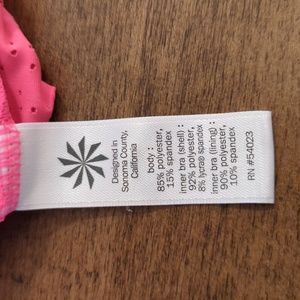 Designed in
Sonoma County,
California
body :
85% polyester,
15% spandex
inner bra (shell) :
92% polyester,
8% lycra® spandex
inner bra (lining) :
90% polyester,
10% spandex
RN #54023